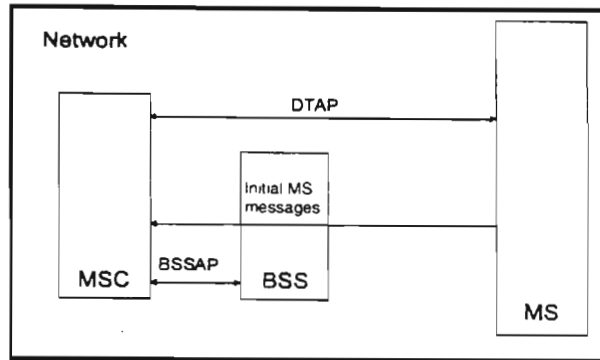 Network
DTAP
Initial MS
messages
BSSAP
MSC
BSS
MS